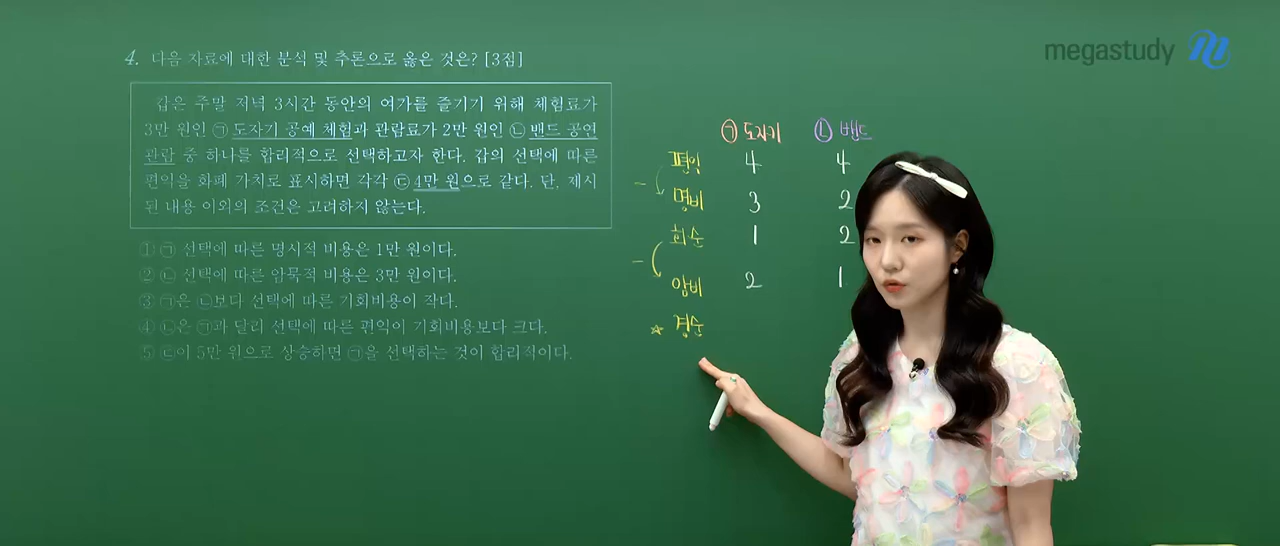 megastudy
4. 다음 자료에 대한 분석 및 추론으로 옳은 것은? [3점]
갑은 주말 저녁 3시간 동안의 여가를 즐기기 위해 체험료가
3만 원인 ㉠ 도자기 공예 체험과 관람료가 2만 원인 ㉡ 밴드 공연
관람 중 하나를 합리적으로 선택하고자 한다. 갑의 선택에 따른
편익을 화폐 가치로 표시하면 각각 ㉢ 4만 원으로 같다. 단, 제시
된 내용 이외의 조건은 고려하지 않는다.
① ㉠ 선택에 따른 명시적 비용은 1만 원이다.
② ㉡ 선택에 따른 암묵적 비용은 3만 원이다.
③ ㉠은 ㉡보다 선택에 따른 기회비용이 작다.
④ ㉡은 ㉠과 달리 선택에 따른 편익이 기회비용보다 크다.
⑤ ㉢이 5만 원으로 상승하면 ㉠을 선택하는 것이 합리적이다.
㉠ 도자기 ㉡ 밴드
편익 4 4
- 명비 3 2
회순 1 2
- 암비 2 1
☆ 경순